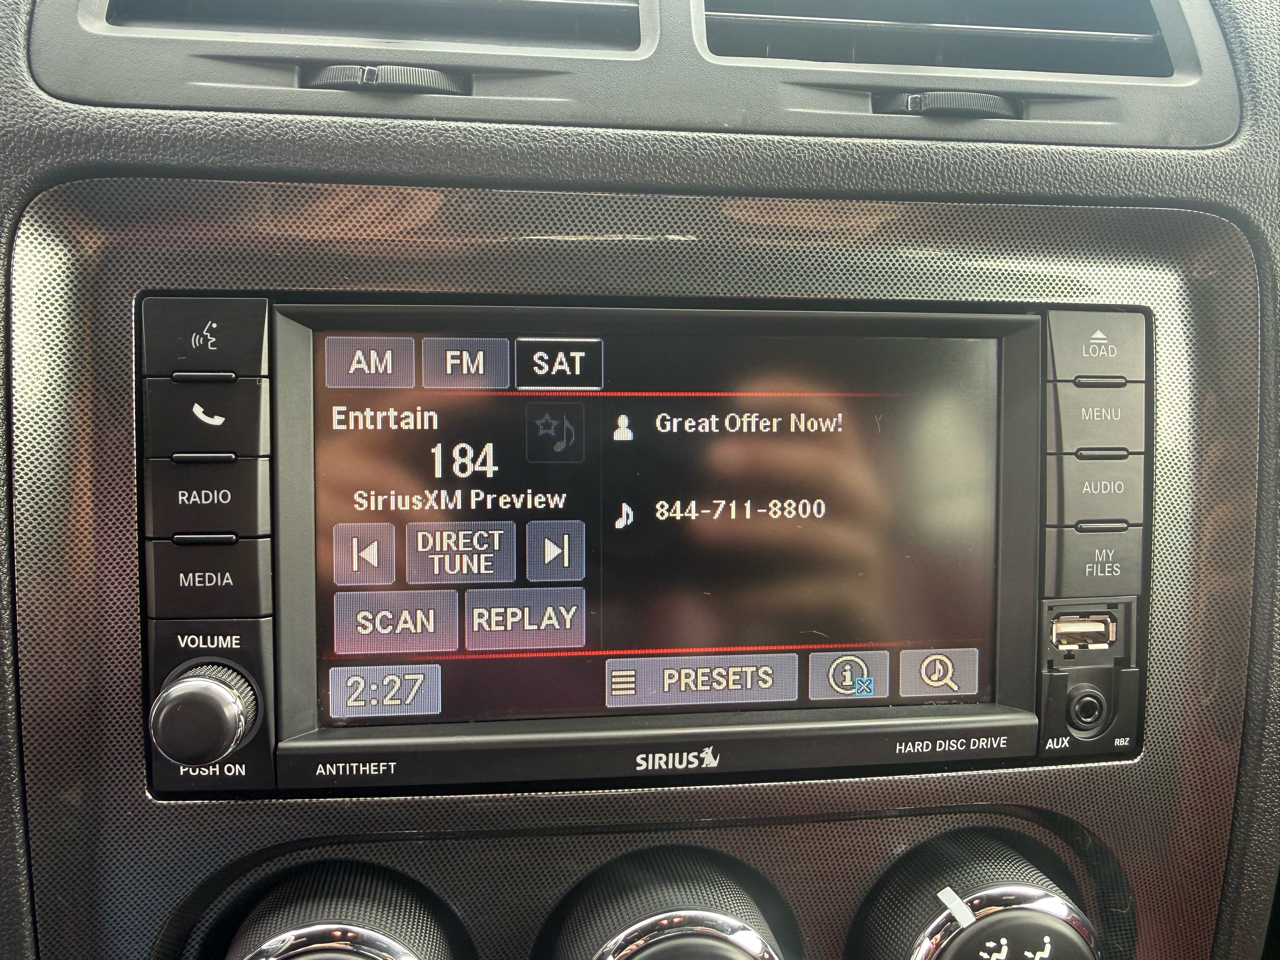 LOAD
AM FM SAT
Entrtain
184
SiriusXM Preview
Great Offer Now!
844-711-8800
MENU
RADIO
AUDIO
DIRECT
TUNE
MEDIA
MY
FILES
SCAN REPLAY
VOLUME
2:27
PRESETS
PUSH ON
ANTITHEFT
SIRIUS
HARD DISC DRIVE
AUX
RBZ